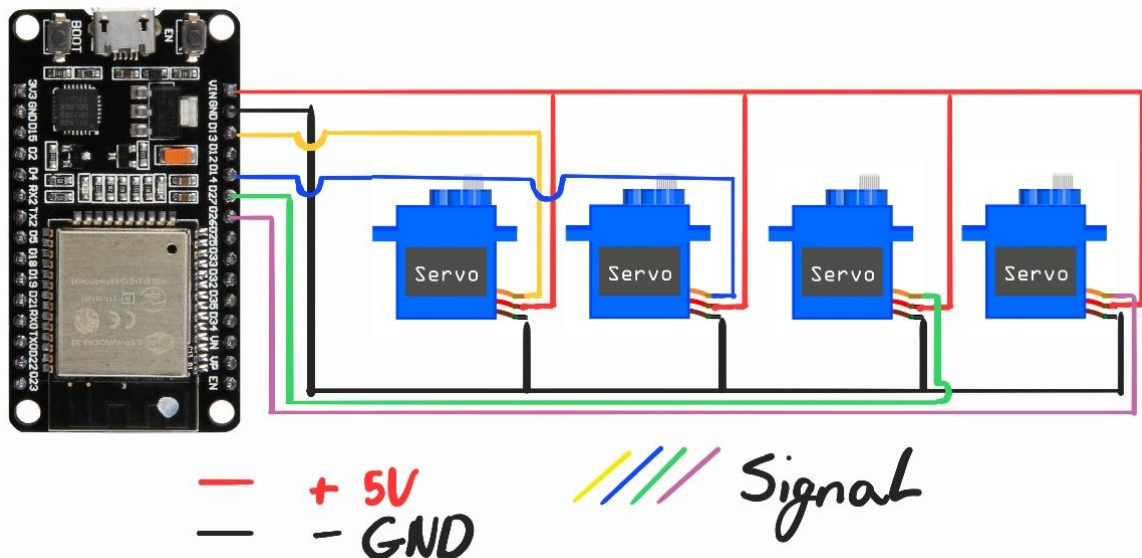 BOOT
EN
3V3
GND
D15
D2
D4
RX2
TX2
D5
D18
D19
D21
RX0
TX0
D22
D23
VIN
GND
D13
D12
D14
D27
D26
D25
D33
D32
D35
D34
VN
VP
EN
Servo
Servo
Servo
Servo
+ 5V
- GND
Signal